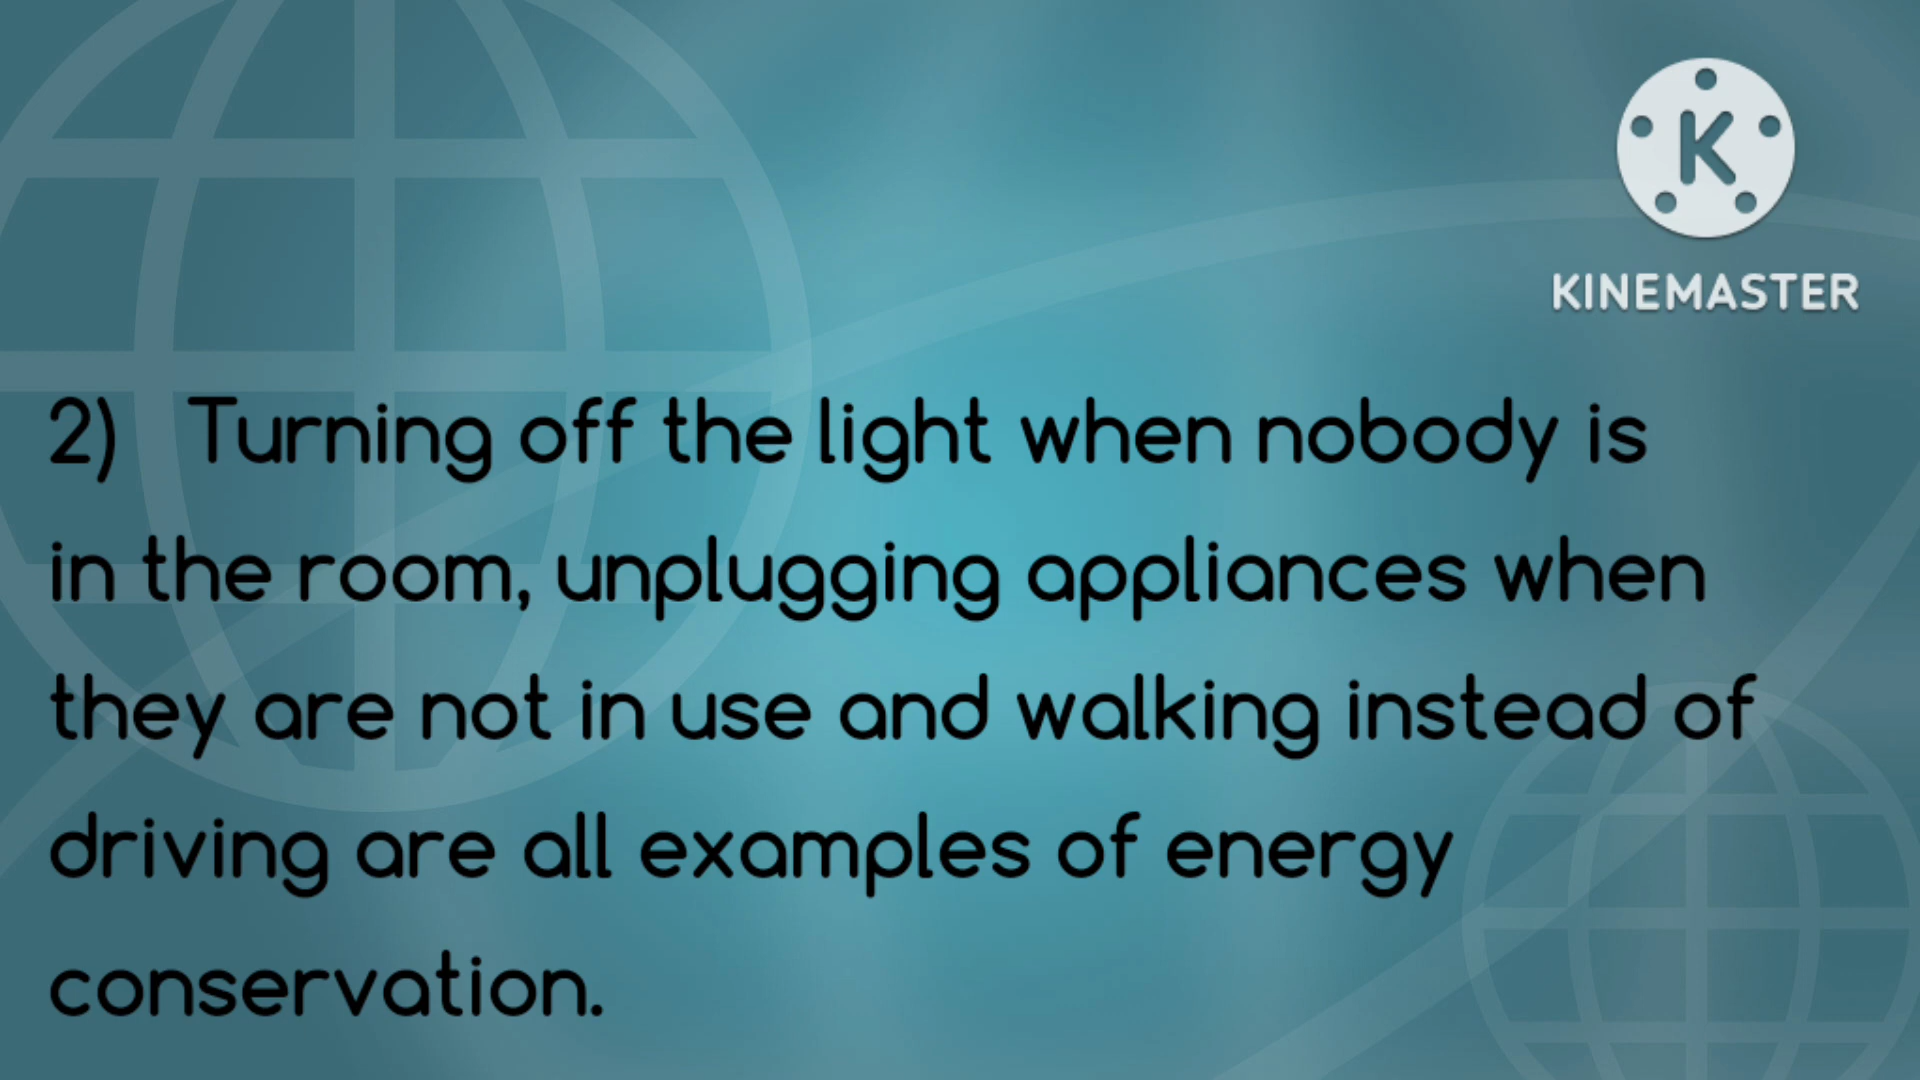 KINEMASTER
2) Turning off the light when nobody is
in the room, unplugging appliances when
they are not in use and walking instead of
driving are all examples of energy
conservation.